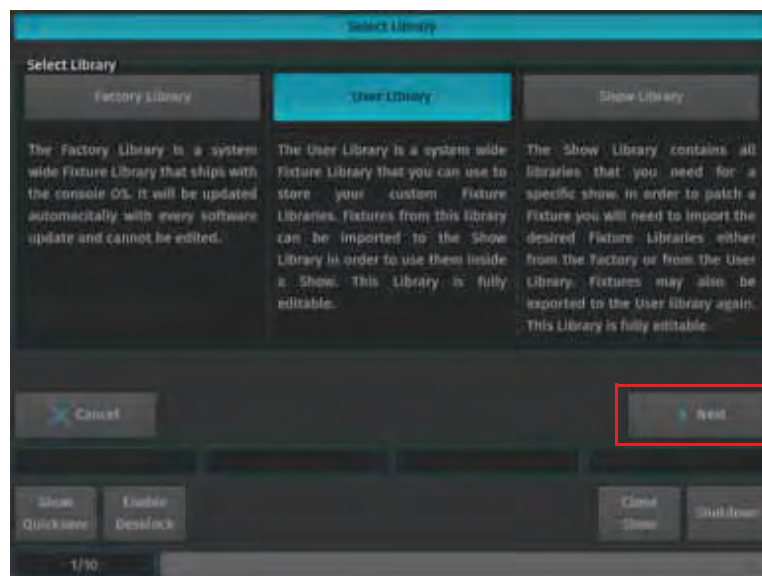 Select Library
Select Library
Factory Library
User Library
Show Library
The Factory Library is a system
wide Fixture Library that ships with
the console OS. It will be updated
automacitally with every software
update and cannot be edited.
The User Library is a system wide
Fixture Library that you can use to
store your custom Fixture
Libraries. Fixtures from this library
can be imported to the Show
Library in order to use them inside
a Show. This Library is fully
editable.
The Show Library contains all
libraries that you need for a
specific show. In order to patch a
Fixture you will need to import the
desired Fixture Libraries either
from the Factory or from the User
Library. Fixtures may also be
exported to the User library again.
This Library is fully editable.
Cancel
Next
Show
Quicksave
Enable
Desklock
Close
Show
Shutdown
1/10